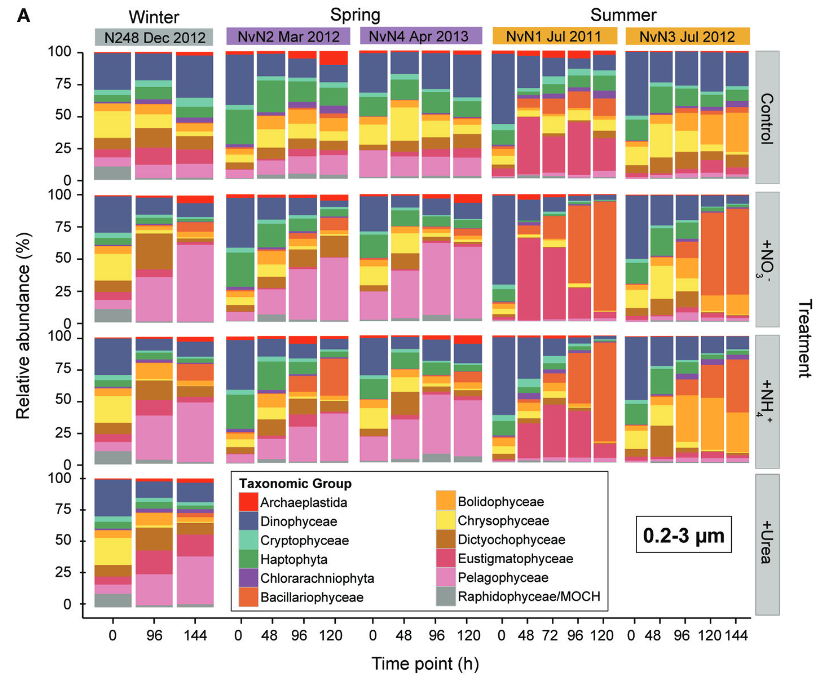 A
Winter
Spring
Summer
N248 Dec 2012
NvN2 Mar 2012
NvN4 Apr 2013
NvN1 Jul 2011
NvN3 Jul 2012
Relative abundance (%)
100
75
50
25
0
Control
100
75
50
25
0
+NO₃⁻
100
75
50
25
0
+NH₄⁺
100
75
50
25
0
+Urea
Treatment
Taxonomic Group
Archaeplastida
Dinophyceae
Cryptophyceae
Haptophyta
Chlorarachniophyta
Bacillariophyceae
Bolidophyceae
Chrysophyceae
Dictyochophyceae
Eustigmatophyceae
Pelagophyceae
Raphidophyceae/MOCH
0.2-3 µm
0 96 144
0 48 96 120
0 48 96 120
0 48 72 96 120
0 48 96 120 144
Time point (h)